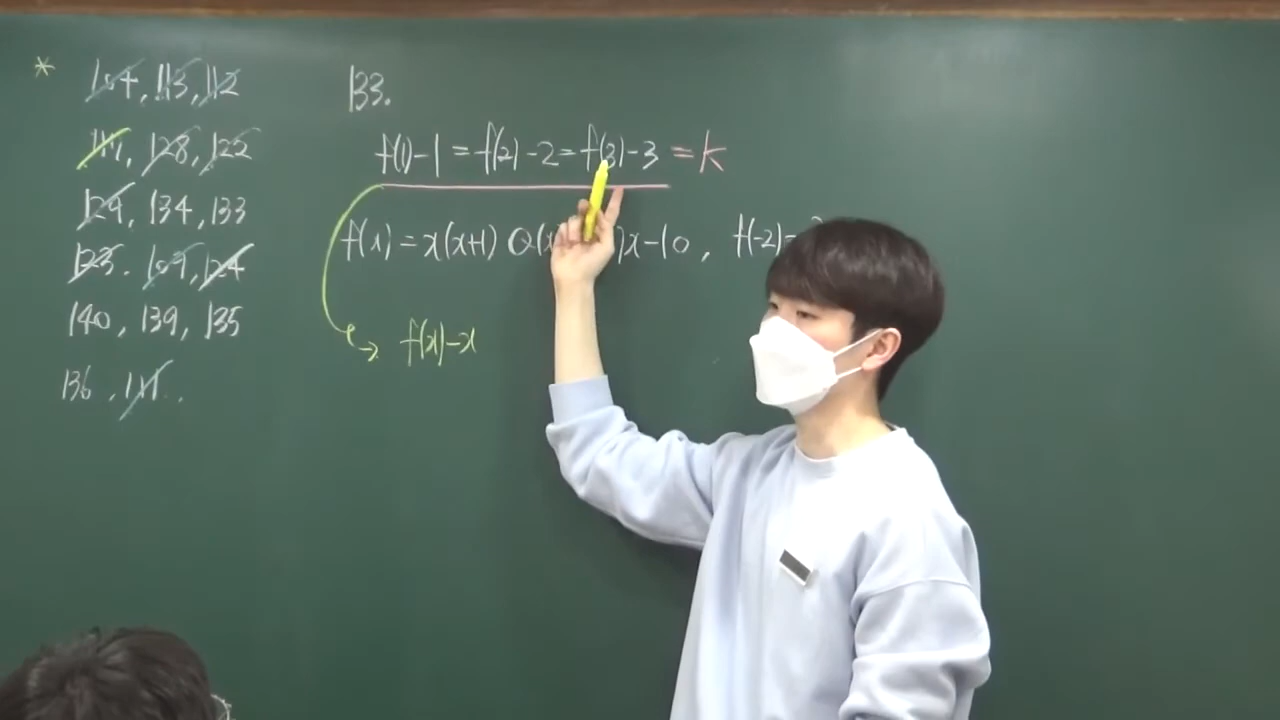 * 104, 113, 112
111, 128, 122
129, 134, 133
123. 109, 124
140, 139, 135
136, 111.
133.
f(1)-1=f(2)-2=f(3)-3=k
f(x)=x(x+1)Q(x x-10, f(-2)=
→ f(x)-x